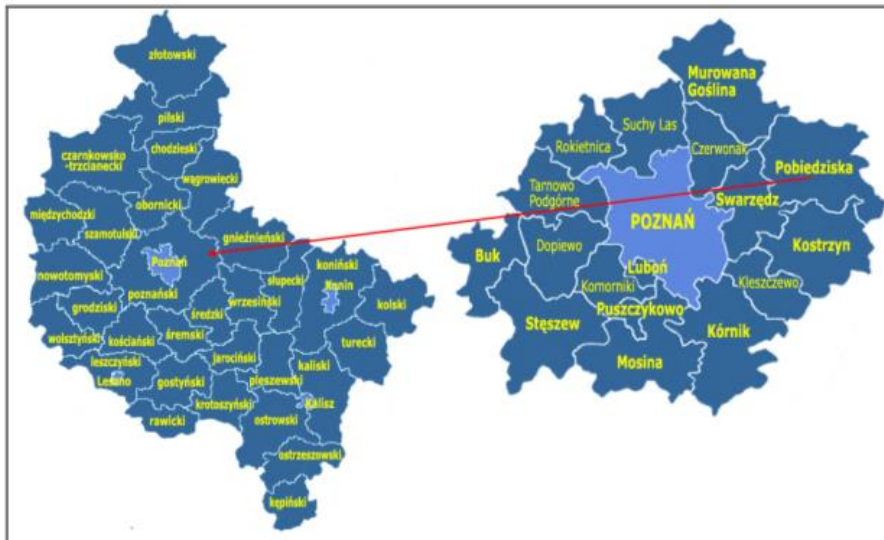 złotowski
pilski
czarnkowsko
-trzcianecki
chodzieski
wągrowiecki
obornicki
międzychodzki
szamotulski
gnieźnieński
Poznań
nowotomyski
poznański
słupecki
koniński
Konin
kolski
grodziski
średzki
wrzesiński
wolsztyński
kościański
śremski
turecki
leszczyński
jarociński
kaliski
Leszno
gostyński
pleszewski
krotoszyński
Kalisz
rawicki
ostrowski
ostrzeszowski
kępiński
Murowana
Goślina
Suchy Las
Rokietnica
Czerwonak
Pobiedziska
Tarnowo
Podgórne
Swarzędz
POZNAŃ
Buk
Dopiewo
Kostrzyn
Luboń
Komorniki
Kleszczewo
Puszczykowo
Stęszew
Kórnik
Mosina